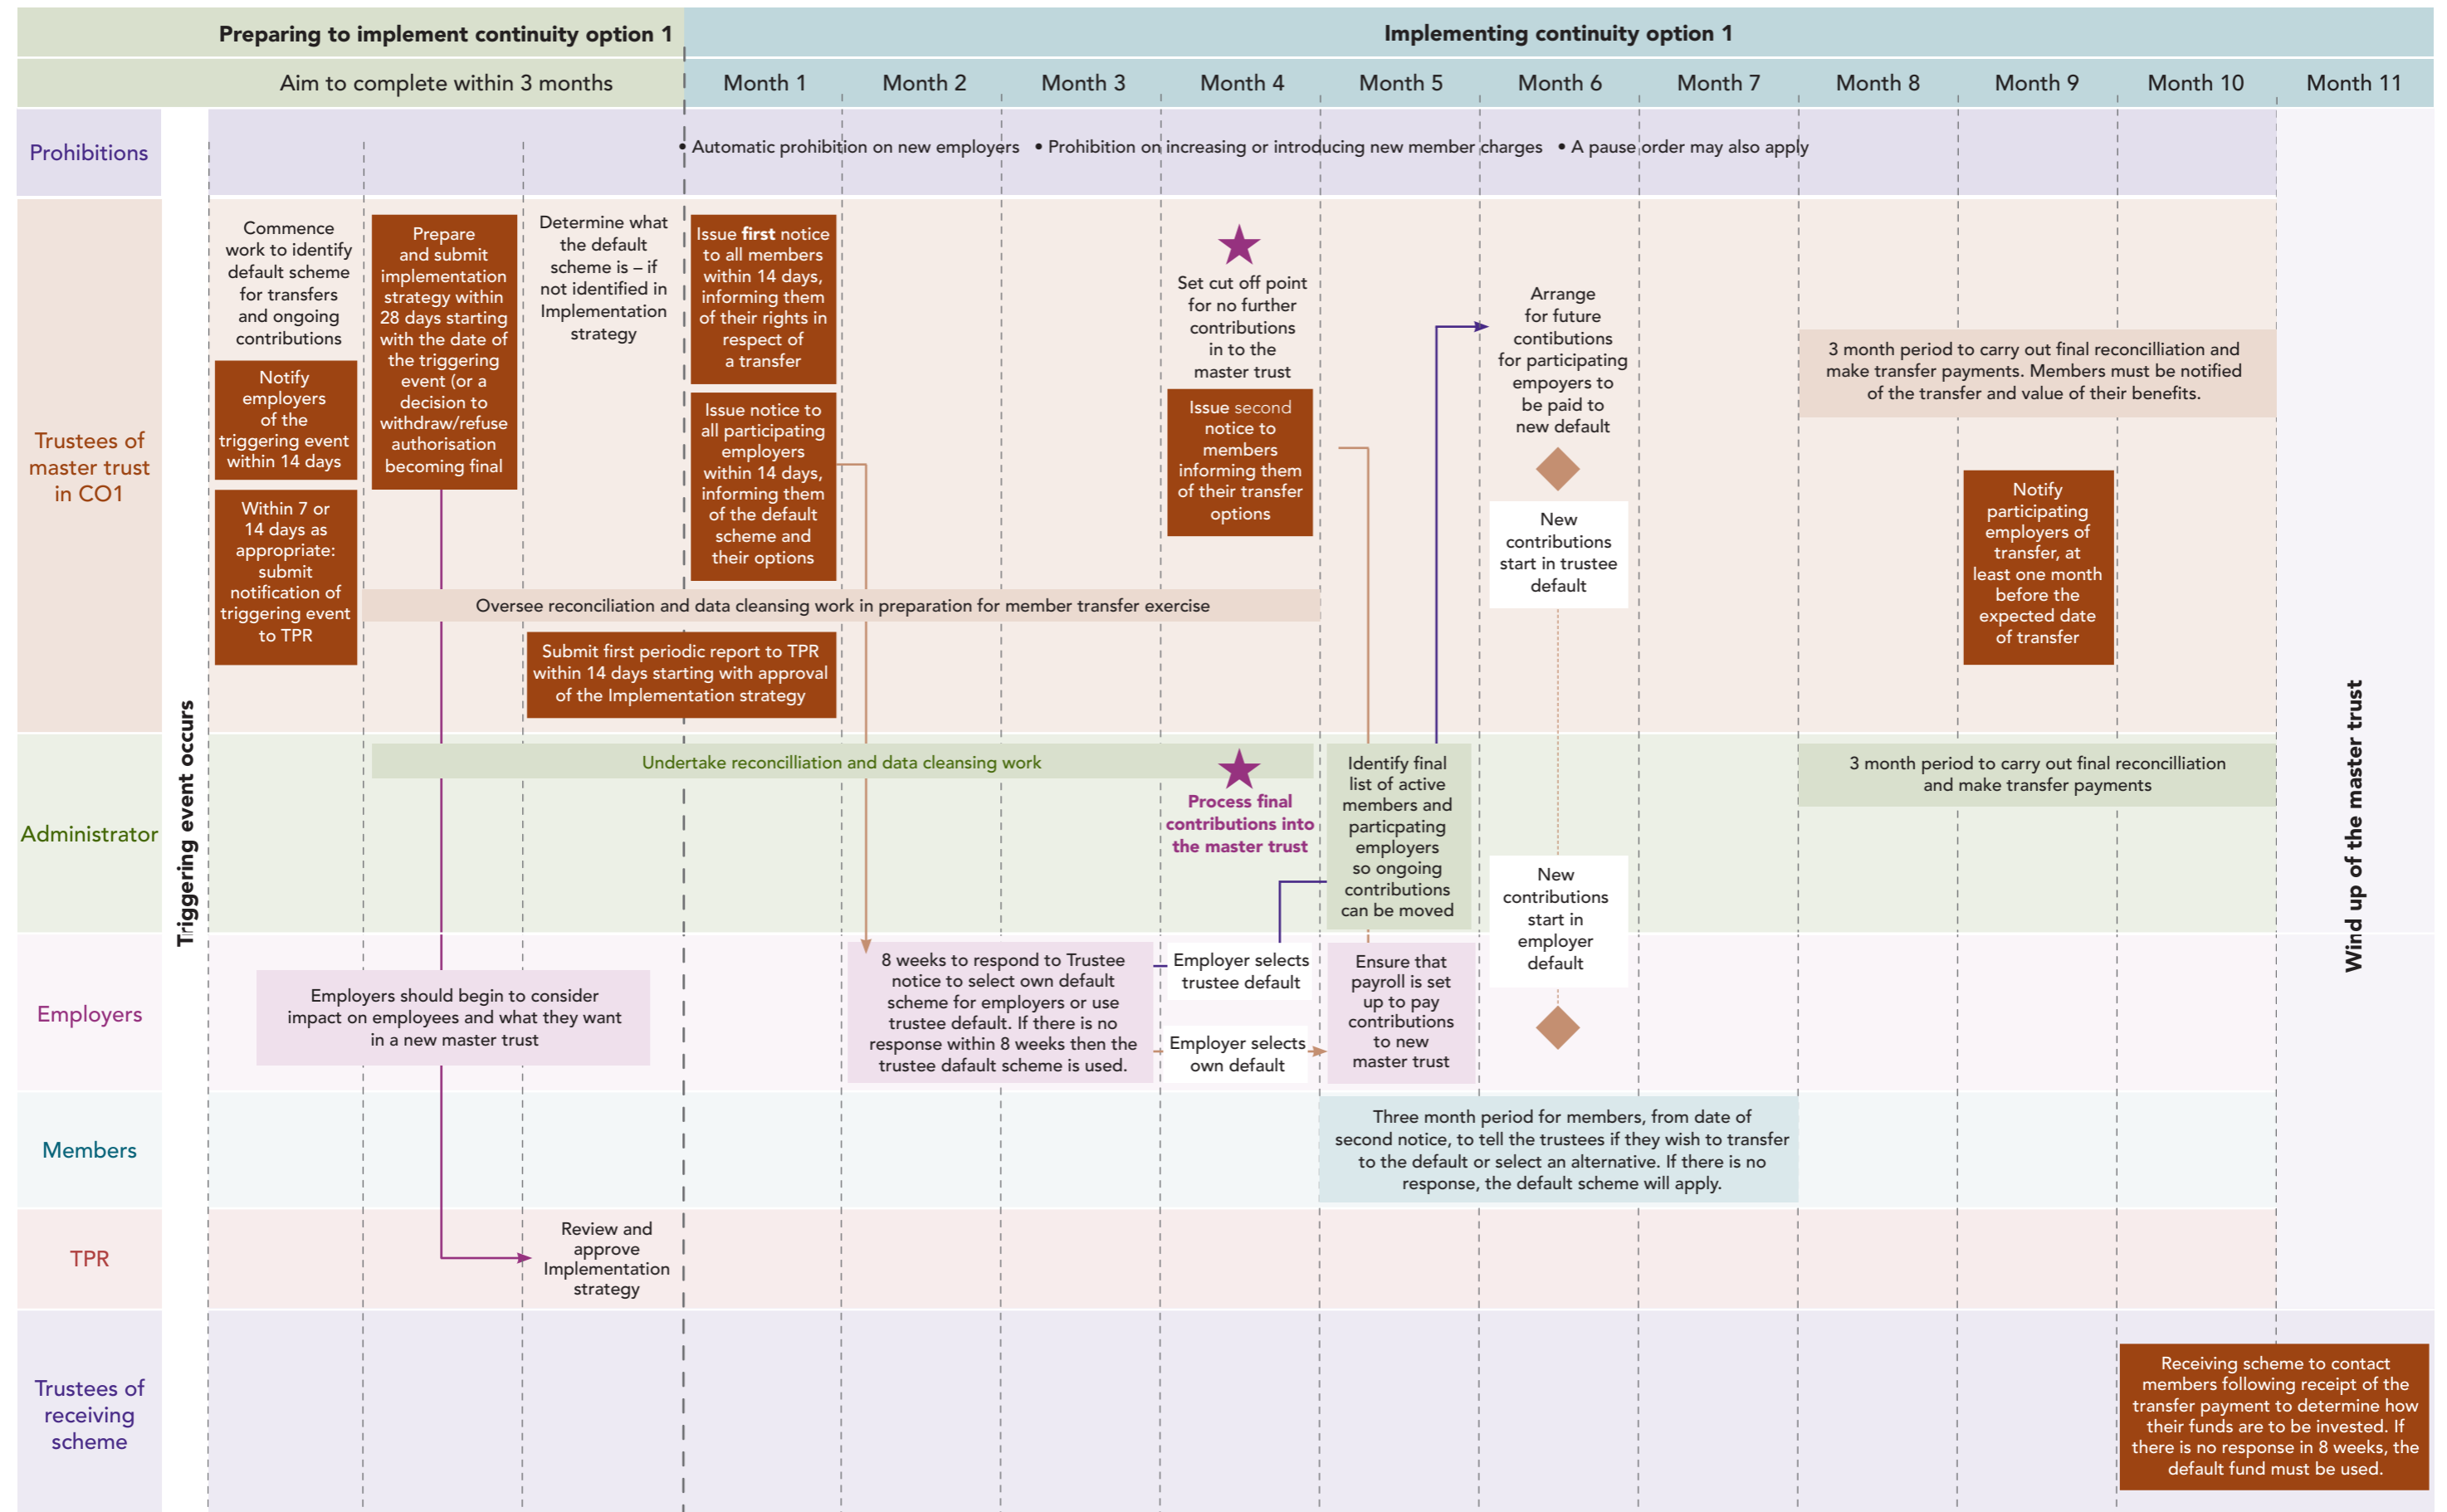 Preparing to implement continuity option 1
Implementing continuity option 1
Aim to complete within 3 months
Month 1
Month 2
Month 3
Month 4
Month 5
Month 6
Month 7
Month 8
Month 9
Month 10
Month 11
Prohibitions
• Automatic prohibition on new employers • Prohibition on increasing or introducing new member charges • A pause order may also apply
Triggering event occurs
Trustees of
master trust
in CO1
Commence
work to identify
default scheme
for transfers
and ongoing
contributions
Notify
employers
of the
triggering event
within 14 days
Within 7 or
14 days as
appropriate:
submit
notification of
triggering event
to TPR
Prepare
and submit
implementation
strategy within
28 days starting
with the date of
the triggering
event (or a
decision to
withdraw/refuse
authorisation
becoming final
Determine what
the default
scheme is – if
not identified in
Implementation
strategy
Issue first notice
to all members
within 14 days,
informing them
of their rights in
respect of
a transfer
Issue notice to
all participating
employers
within 14 days,
informing them
of the default
scheme and
their options
Oversee reconciliation and data cleansing work in preparation for member transfer exercise
Submit first periodic report to TPR
within 14 days starting with approval
of the Implementation strategy
Set cut off point
for no further
contributions
in to the
master trust
Issue second
notice to
members
informing them
of their transfer
options
Arrange
for future
contibutions
for participating
empoyers to
be paid to
new default
New
contributions
start in trustee
default
3 month period to carry out final reconciliation and
make transfer payments. Members must be notified
of the transfer and value of their benefits.
Notify
participating
employers of
transfer, at
least one month
before the
expected date
of transfer
Wind up of the master trust
Administrator
Undertake reconcilliation and data cleansing work
Process final
contributions into
the master trust
Identify final
list of active
members and
particpating
employers
so ongoing
contributions
can be moved
New
contributions
start in
employer
default
3 month period to carry out final reconcilliation
and make transfer payments
Employers
Employers should begin to consider
impact on employees and what they want
in a new master trust
8 weeks to respond to Trustee
notice to select own default
scheme for employers or use
trustee default. If there is no
response within 8 weeks then the
trustee dafault scheme is used.
Employer selects
trustee default
Employer selects
own default
Ensure that
payroll is set
up to pay
contributions
to new
master trust
Members
Three month period for members, from date of
second notice, to tell the trustees if they wish to transfer
to the default or select an alternative. If there is no
response, the default scheme will apply.
TPR
Review and
approve
Implementation
strategy
Trustees of
receiving
scheme
Receiving scheme to contact
members following receipt of the
transfer payment to determine how
their funds are to be invested. If
there is no response in 8 weeks, the
default fund must be used.